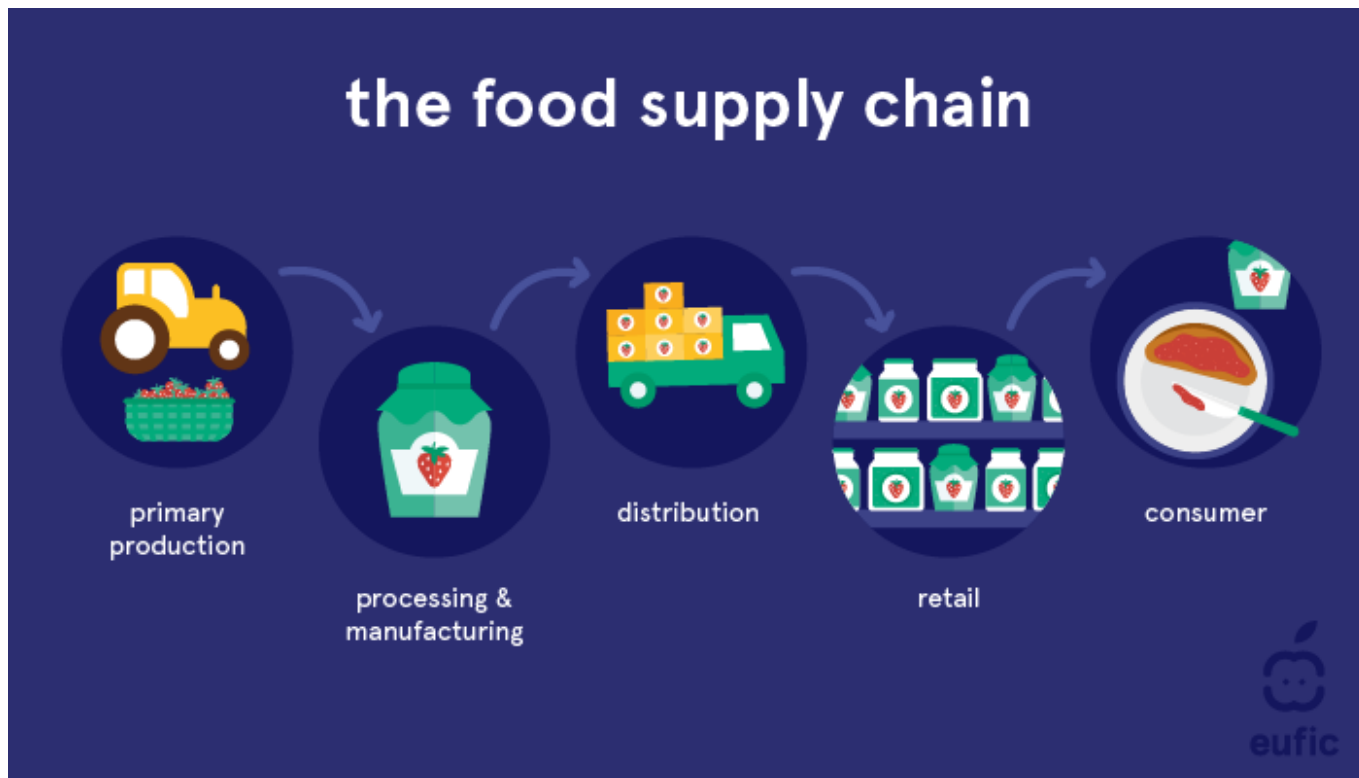 the food supply chain
primary
production
processing &
manufacturing
distribution
retail
consumer
eufic